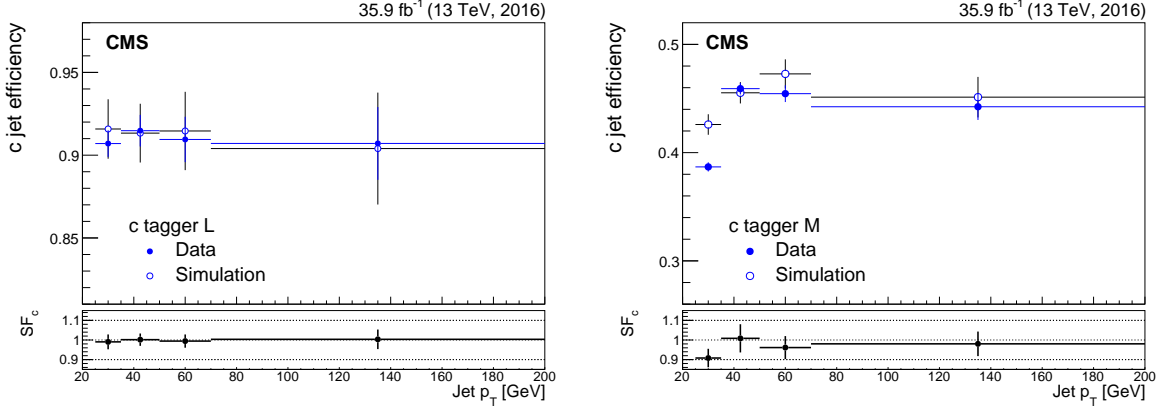 35.9 fb⁻¹ (13 TeV, 2016)
CMS
c jet efficiency
0.95
0.9
0.85
c tagger L
Data
Simulation
SF_c
1.1
1
0.9
20 40 60 80 100 120 140 160 180 200
Jet p_T [GeV]
35.9 fb⁻¹ (13 TeV, 2016)
CMS
c jet efficiency
0.5
0.4
0.3
c tagger M
Data
Simulation
SF_c
1.1
1
0.9
20 40 60 80 100 120 140 160 180 200
Jet p_T [GeV]